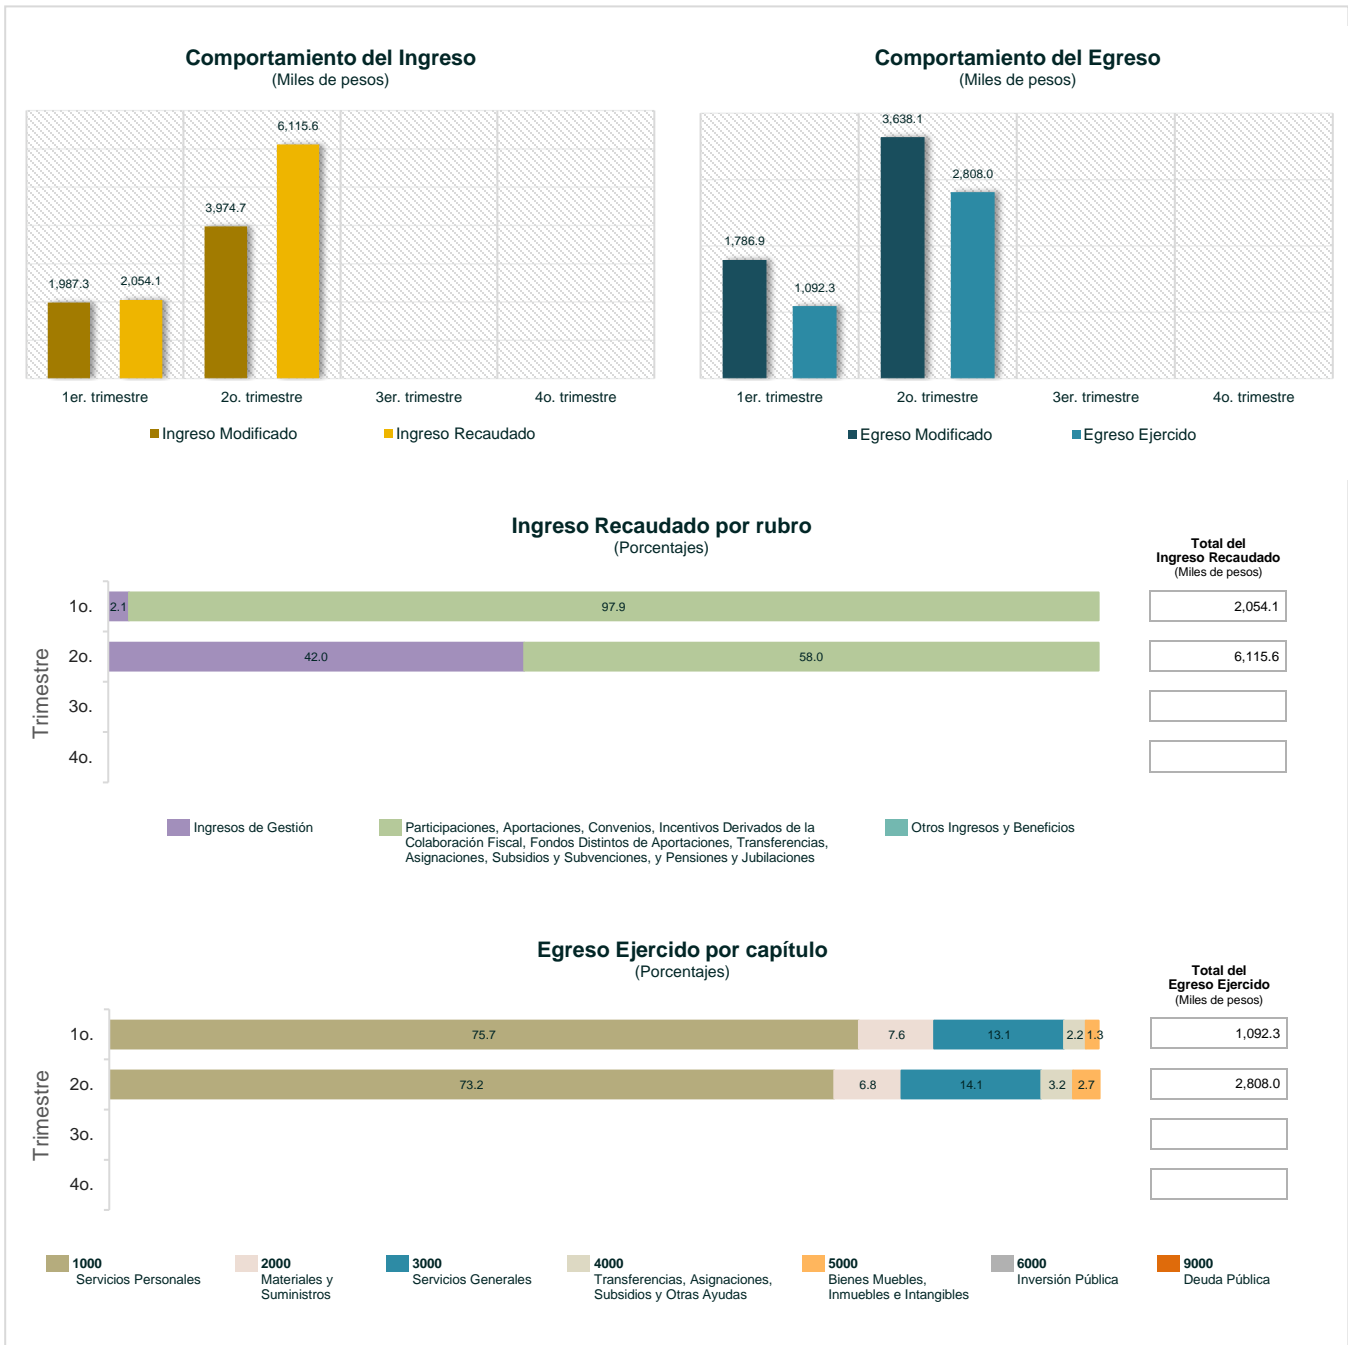 Comportamiento del Ingreso
(Miles de pesos)
6,115.6
3,974.7
1,987.3
2,054.1
1er. trimestre
2o. trimestre
3er. trimestre
4o. trimestre
Ingreso Modificado
Ingreso Recaudado
Comportamiento del Egreso
(Miles de pesos)
3,638.1
2,808.0
1,786.9
1,092.3
1er. trimestre
2o. trimestre
3er. trimestre
4o. trimestre
Egreso Modificado
Egreso Ejercido
Ingreso Recaudado por rubro
(Porcentajes)
Total del
Ingreso Recaudado
(Miles de pesos)
Trimestre
1o.
2.1
97.9
2,054.1
2o.
42.0
58.0
6,115.6
3o.
4o.
Ingresos de Gestión
Participaciones, Aportaciones, Convenios, Incentivos Derivados de la
Colaboración Fiscal, Fondos Distintos de Aportaciones, Transferencias,
Asignaciones, Subsidios y Subvenciones, y Pensiones y Jubilaciones
Otros Ingresos y Beneficios
Egreso Ejercido por capítulo
(Porcentajes)
Total del
Egreso Ejercido
(Miles de pesos)
Trimestre
1o.
75.7
7.6
13.1
2.2
1.3
1,092.3
2o.
73.2
6.8
14.1
3.2
2.7
2,808.0
3o.
4o.
1000
Servicios Personales
2000
Materiales y
Suministros
3000
Servicios Generales
4000
Transferencias, Asignaciones,
Subsidios y Otras Ayudas
5000
Bienes Muebles,
Inmuebles e Intangibles
6000
Inversión Pública
9000
Deuda Pública